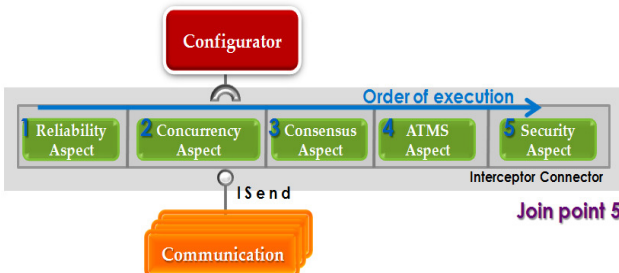 Configurator
Order of execution
1 Reliability Aspect
2 Concurrency Aspect
3 Consensus Aspect
4 ATMS Aspect
5 Security Aspect
Interceptor Connector
ISend
Join point 5
Communication